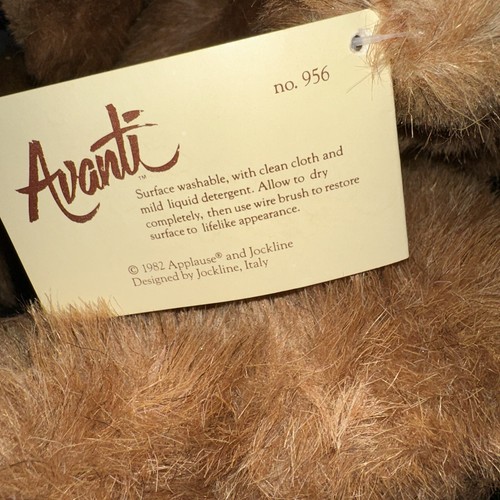 no. 956
Avanti™
Surface washable, with clean cloth and
mild liquid detergent. Allow to dry
completely, then use wire brush to restore
surface to lifelike appearance.
© 1982 Applause® and Jockline
Designed by Jockline, Italy